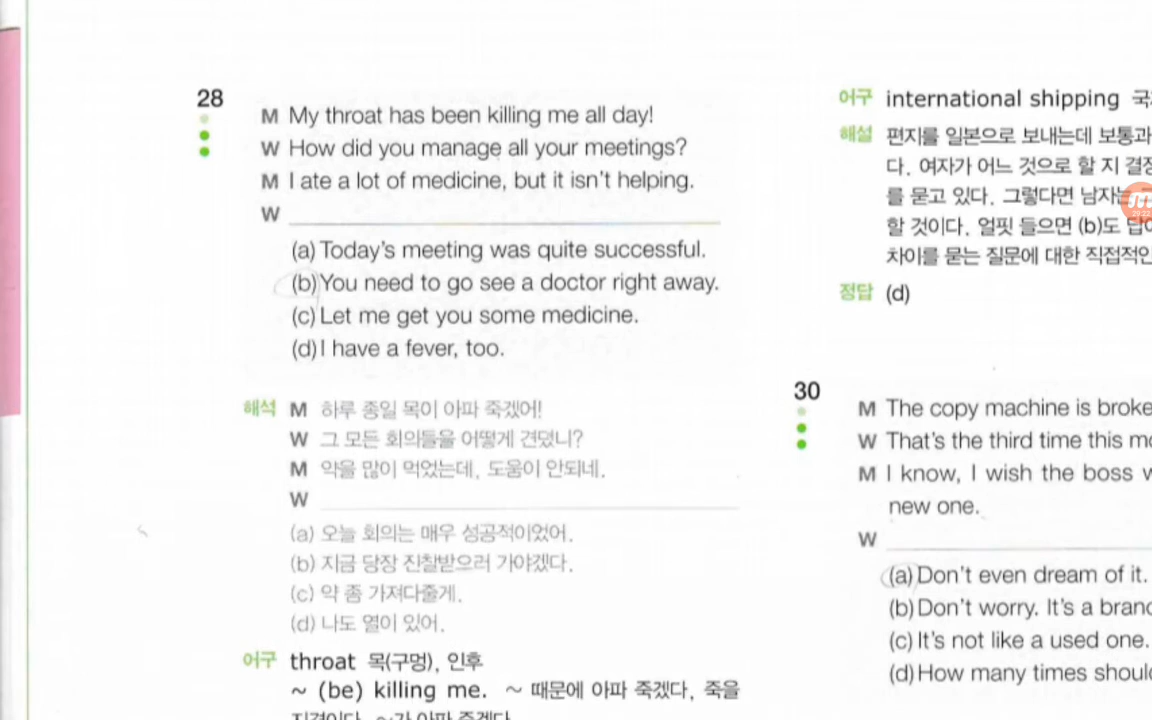 28
M My throat has been killing me all day!
W How did you manage all your meetings?
M I ate a lot of medicine, but it isn't helping.
W
(a) Today's meeting was quite successful.
(b) You need to go see a doctor right away.
(c) Let me get you some medicine.
(d) I have a fever, too.
해석 M 하루 종일 목이 아파 죽겠어!
W 그 모든 회의들을 어떻게 견뎠니?
M 약을 많이 먹었는데, 도움이 안되네.
W
(a) 오늘 회의는 매우 성공적이었어.
(b) 지금 당장 진찰받으러 가야겠다.
(c) 약 좀 가져다줄게.
(d) 나도 열이 있어.
어구 throat 목(구멍), 인후
~ (be) killing me. ~ 때문에 아파 죽겠다, 죽을
어구 international shipping
해설 편지를 일본으로 보내는데 보통과
다. 여자가 어느 것으로 할 지
를 묻고 있다. 그렇다면 남자는
할 것이다. 얼핏 들으면 (b)도
차이를 묻는 질문에 대한 직접적인
정답 (d)
30
M The copy machine is
W That's the third time this
M I know, I wish the boss
new one.
W
(a) Don't even dream of it.
(b) Don't worry. It's a
(c) It's not like a used one.
(d) How many times